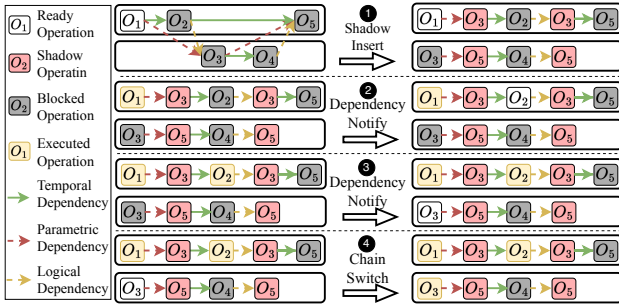 O₁ Ready
Operation
O₂ Shadow
Operatin
O₂ Blocked
Operation
O₁ Executed
Operation
Temporal
Dependency
Parametric
Dependency
Logical
Dependency
O₁ O₂ O₅
O₃ O₄
1
Shadow
Insert
O₁ O₃ O₂ O₃ O₅
O₃ O₅ O₄ O₅
O₁ O₃ O₂ O₃ O₅
O₃ O₅ O₄ O₅
2
Dependency
Notify
O₁ O₃ O₂ O₃ O₅
O₃ O₅ O₄ O₅
O₁ O₃ O₂ O₃ O₅
O₃ O₅ O₄ O₅
3
Dependency
Notify
O₁ O₃ O₂ O₃ O₅
O₃ O₅ O₄ O₅
O₁ O₃ O₂ O₃ O₅
O₃ O₅ O₄ O₅
4
Chain
Switch
O₁ O₃ O₂ O₃ O₅
O₃ O₅ O₄ O₅